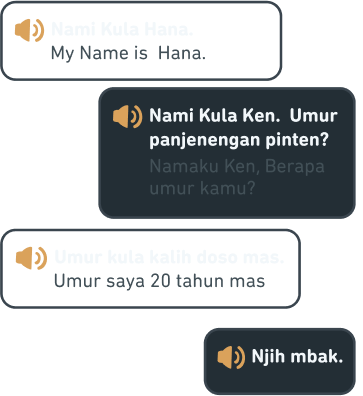 Nami Kula Hana.
My Name is Hana.
Nami Kula Ken. Umur
panjenengan pinten?
Namaku Ken, Berapa
umur kamu?
Umur kula kalih doso mas.
Umur saya 20 tahun mas
Njih mbak.